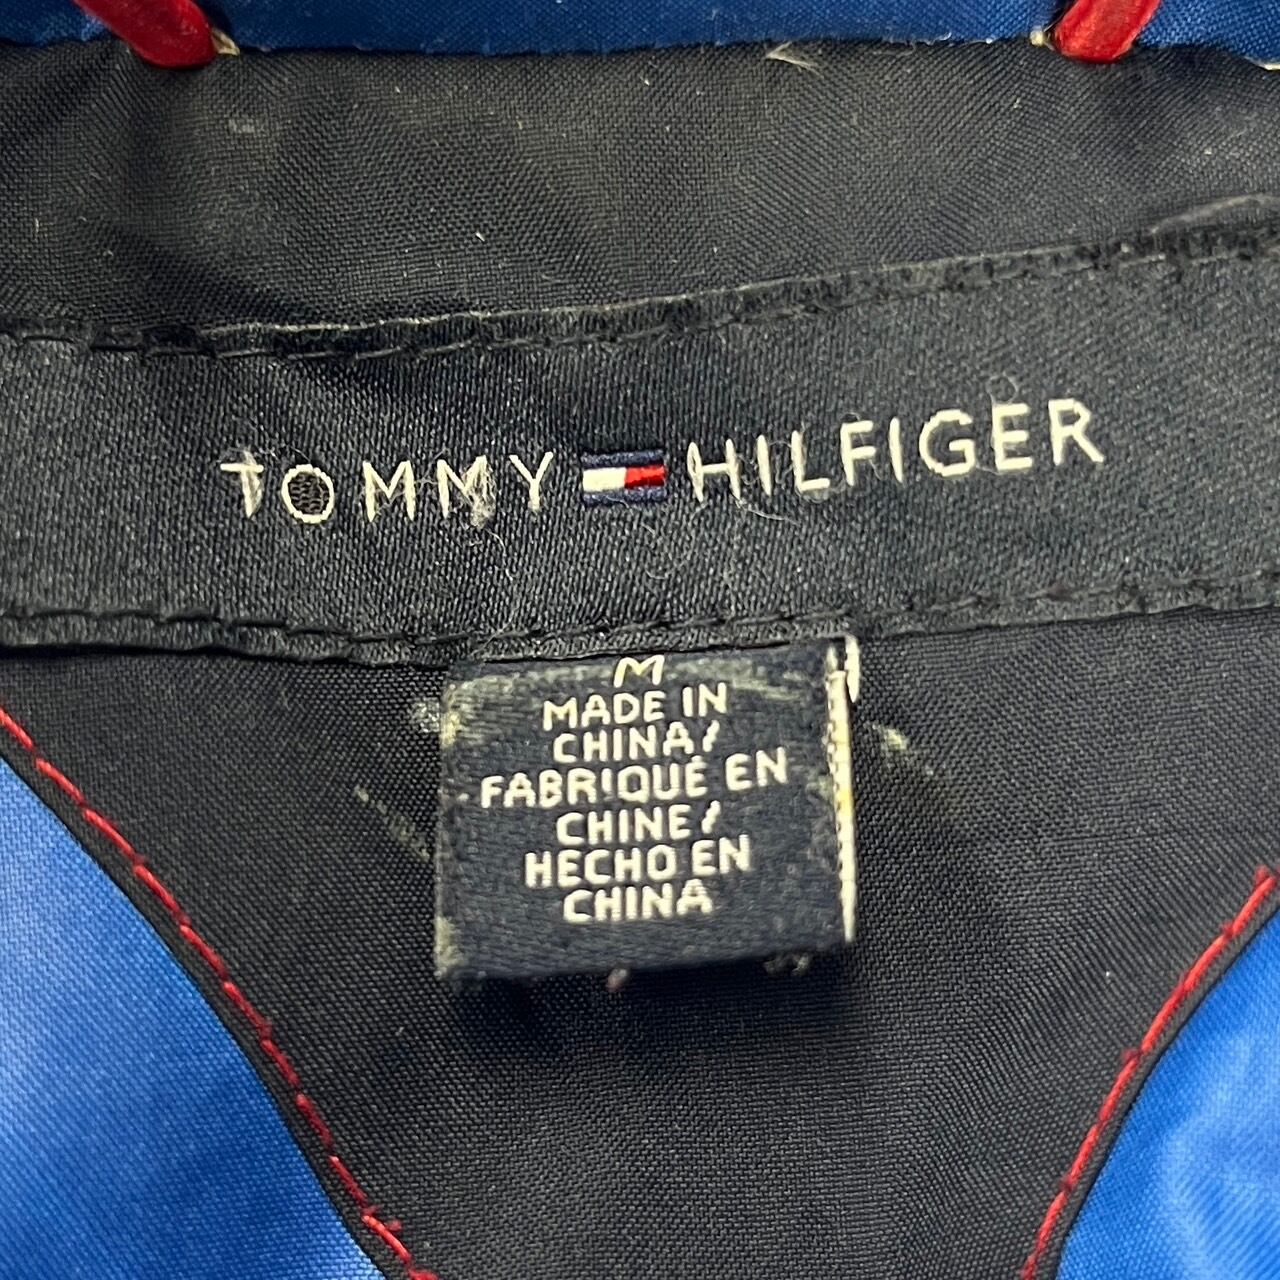 TOMMY HILFIGER
M
MADE IN
CHINA/
FABRIQUÉ EN
CHINE/
HECHO EN
CHINA